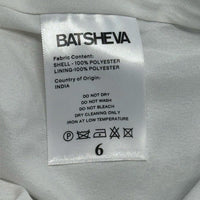 BATSHEVA
Fabric Content:
SHELL - 100% POLYESTER
LINING-100% POLYESTER
Country of Origin:
INDIA
DO NOT DRY
DO NOT WASH
DO NOT BLEACH
DRY CLEANING ONLY
IRON AT LOW TEMPERATURE
6